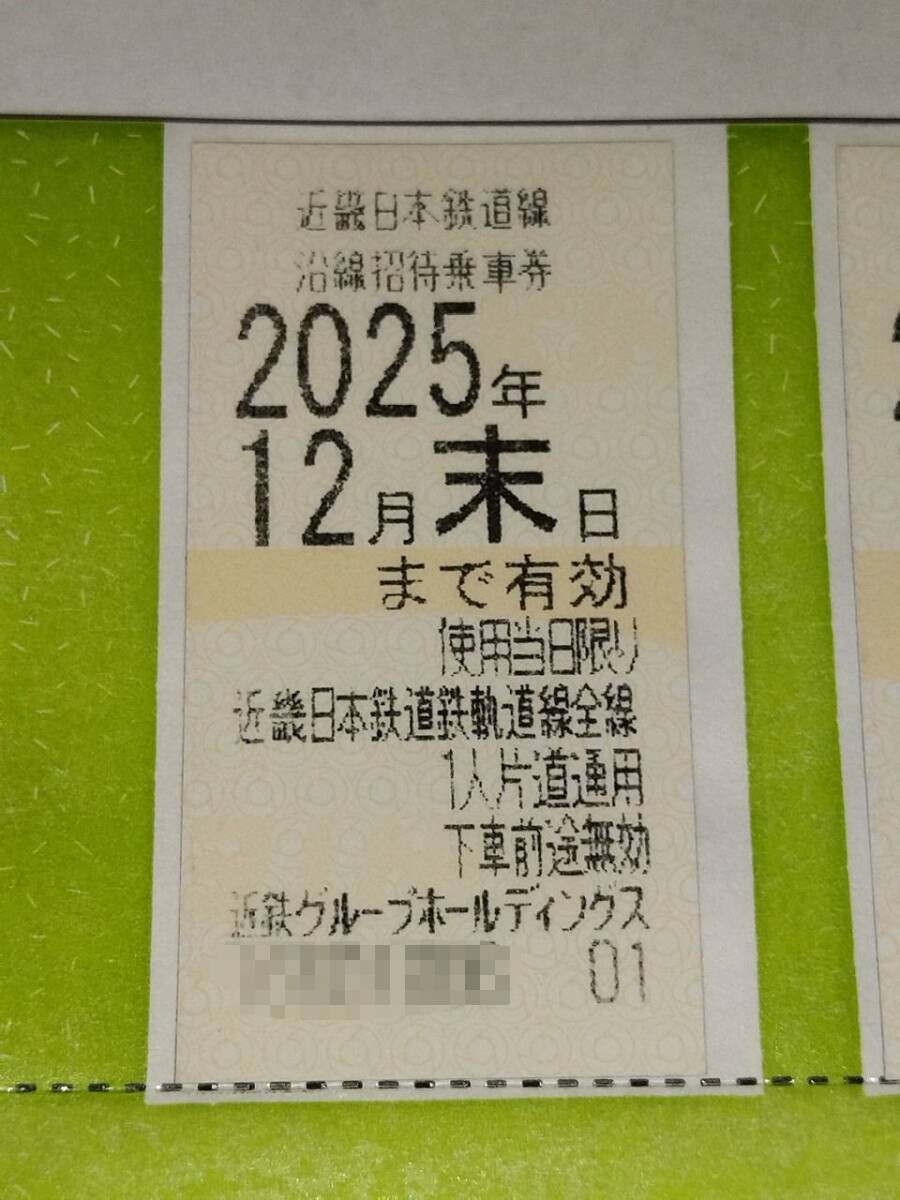 近畿日本鉄道線
沿線招待乗車券
2025年
12月末日
まで有効
使用当日限り
近畿日本鉄道鉄軌道線全線
1人片道通用
下車前途無効
近鉄グループホールディングス
01